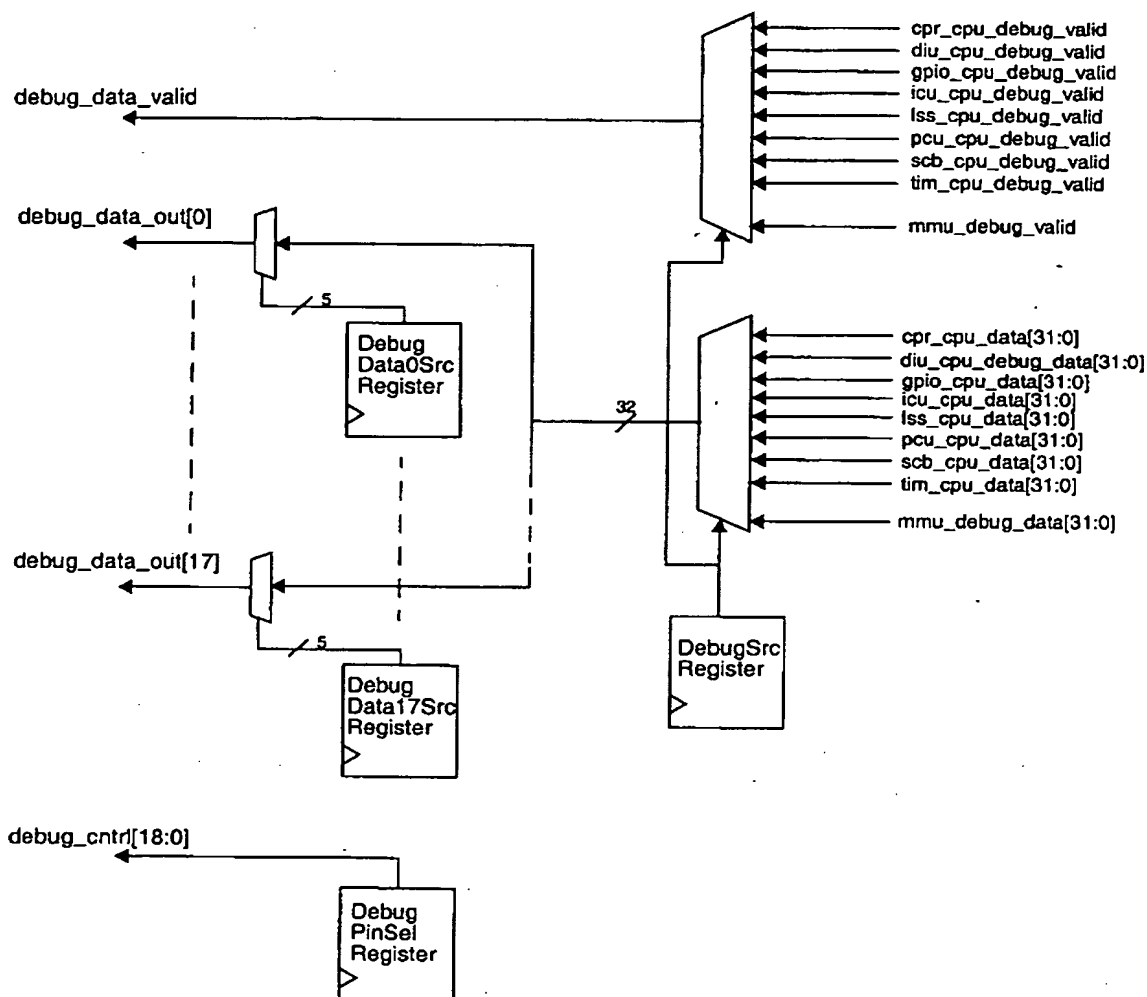 cpr_cpu_debug_valid
diu_cpu_debug_valid
gpio_cpu_debug_valid
icu_cpu_debug_valid
lss_cpu_debug_valid
pcu_cpu_debug_valid
scb_cpu_debug_valid
tim_cpu_debug_valid
mmu_debug_valid
debug_data_valid
debug_data_out[0]
5
Debug
Data0Src
Register
32
cpr_cpu_data[31:0]
diu_cpu_debug_data[31:0]
gpio_cpu_data[31:0]
icu_cpu_data[31:0]
lss_cpu_data[31:0]
pcu_cpu_data[31:0]
scb_cpu_data[31:0]
tim_cpu_data[31:0]
mmu_debug_data[31:0]
debug_data_out[17]
5
Debug
Data17Src
Register
DebugSrc
Register
debug_cntrl[18:0]
Debug
PinSel
Register